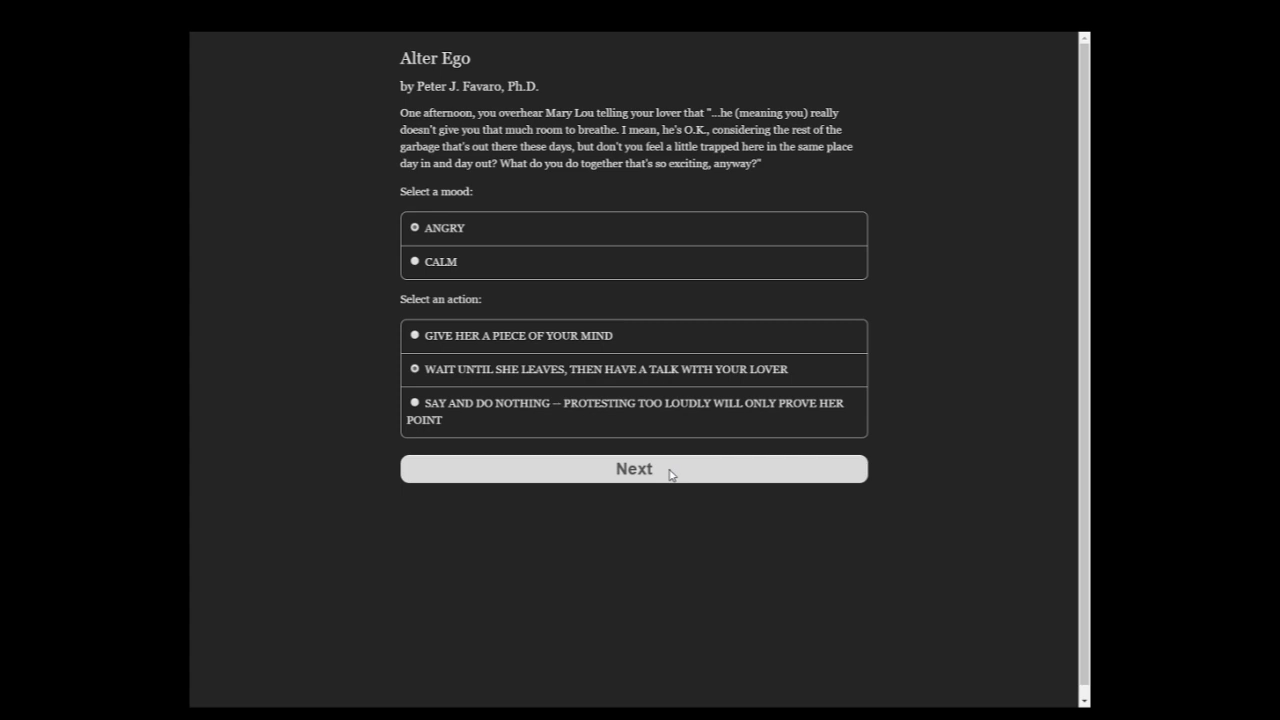 Alter Ego
by Peter J. Favaro, Ph.D.
One afternoon, you overhear Mary Lou telling your lover that "...he (meaning you) really
doesn't give you that much room to breathe. I mean, he's O.K., considering the rest of the
garbage that's out there these days, but don't you feel a little trapped here in the same place
day in and day out? What do you do together that's so exciting, anyway?"
Select a mood:
ANGRY
CALM
Select an action:
GIVE HER A PIECE OF YOUR MIND
WAIT UNTIL SHE LEAVES, THEN HAVE A TALK WITH YOUR LOVER
SAY AND DO NOTHING -- PROTESTING TOO LOUDLY WILL ONLY PROVE HER
POINT
Next